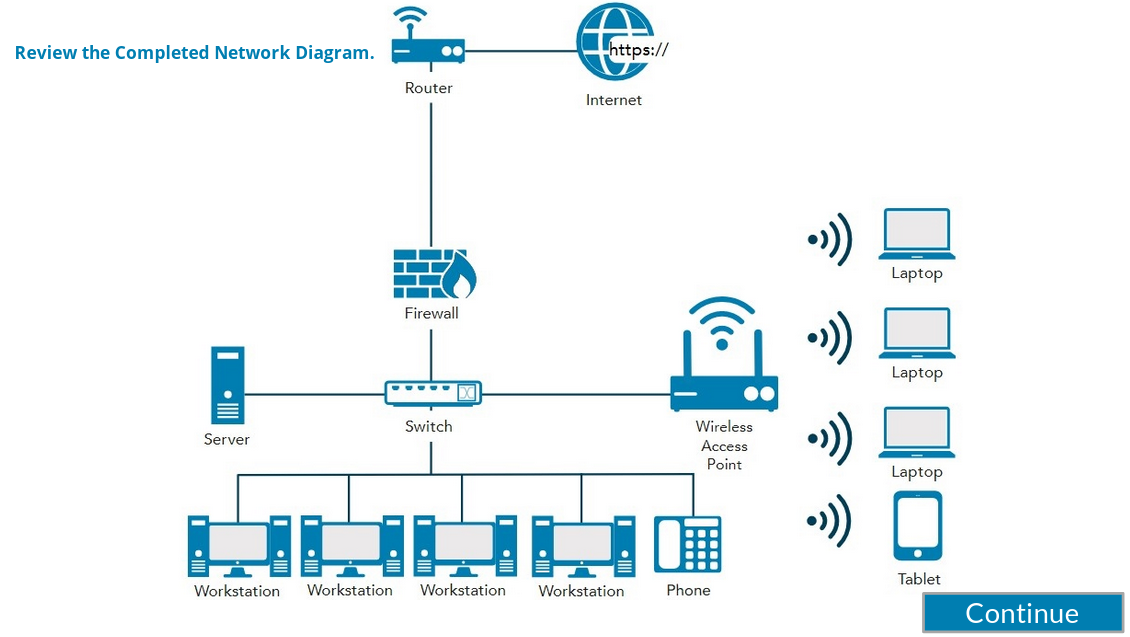 Review the Completed Network Diagram.
https://
Router
Internet
Laptop
Firewall
Laptop
Wireless
Access
Point
Switch
Server
Laptop
Workstation
Workstation
Workstation
Workstation
Phone
Tablet
Continue